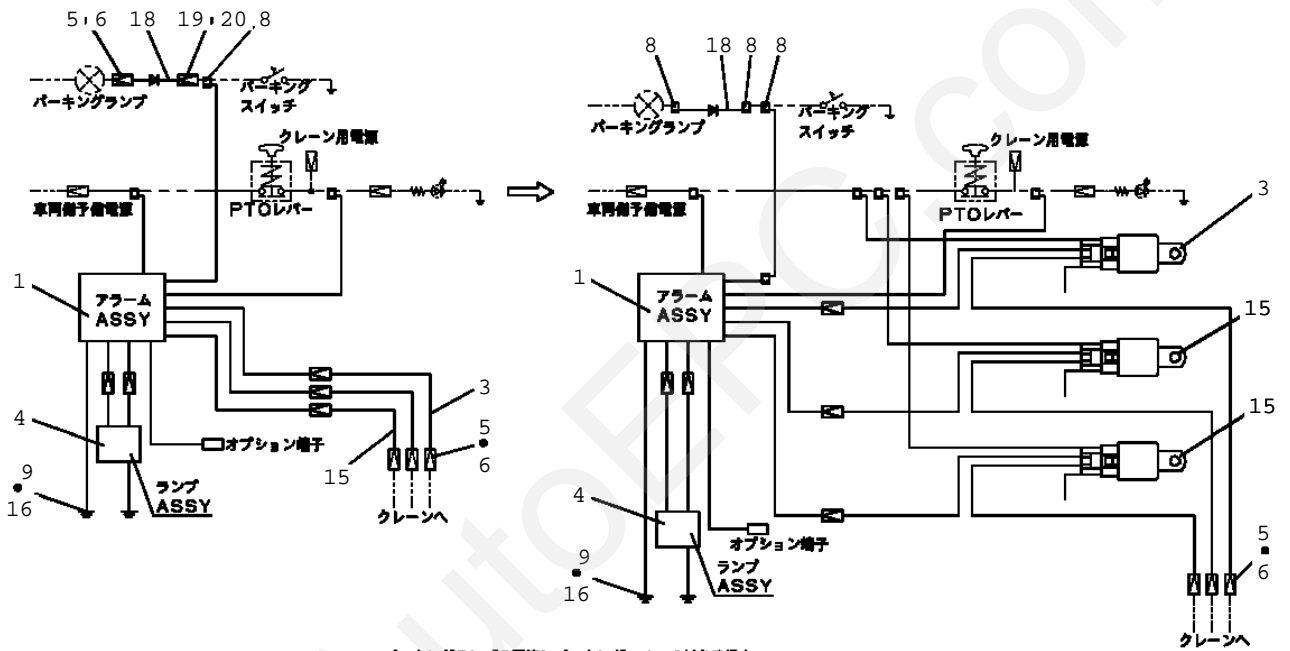 5・6 18 19・20,8
パーキングランプ
パーキング
スイッチ
クレーン用電源
車両側予備電源
PTOレバー
1
アラーム
ASSY
3
4
オプション端子
5
・
6
15
9
・
16
ランプ
ASSY
クレーンへ
8 18 8 8
パーキングランプ
パーキング
スイッチ
クレーン用電源
車両側予備電源
PTOレバー
3
1
アラーム
ASSY
15
15
4
オプション端子
9
・
16
ランプ
ASSY
5
・
6
クレーンへ
AutoEPC.com